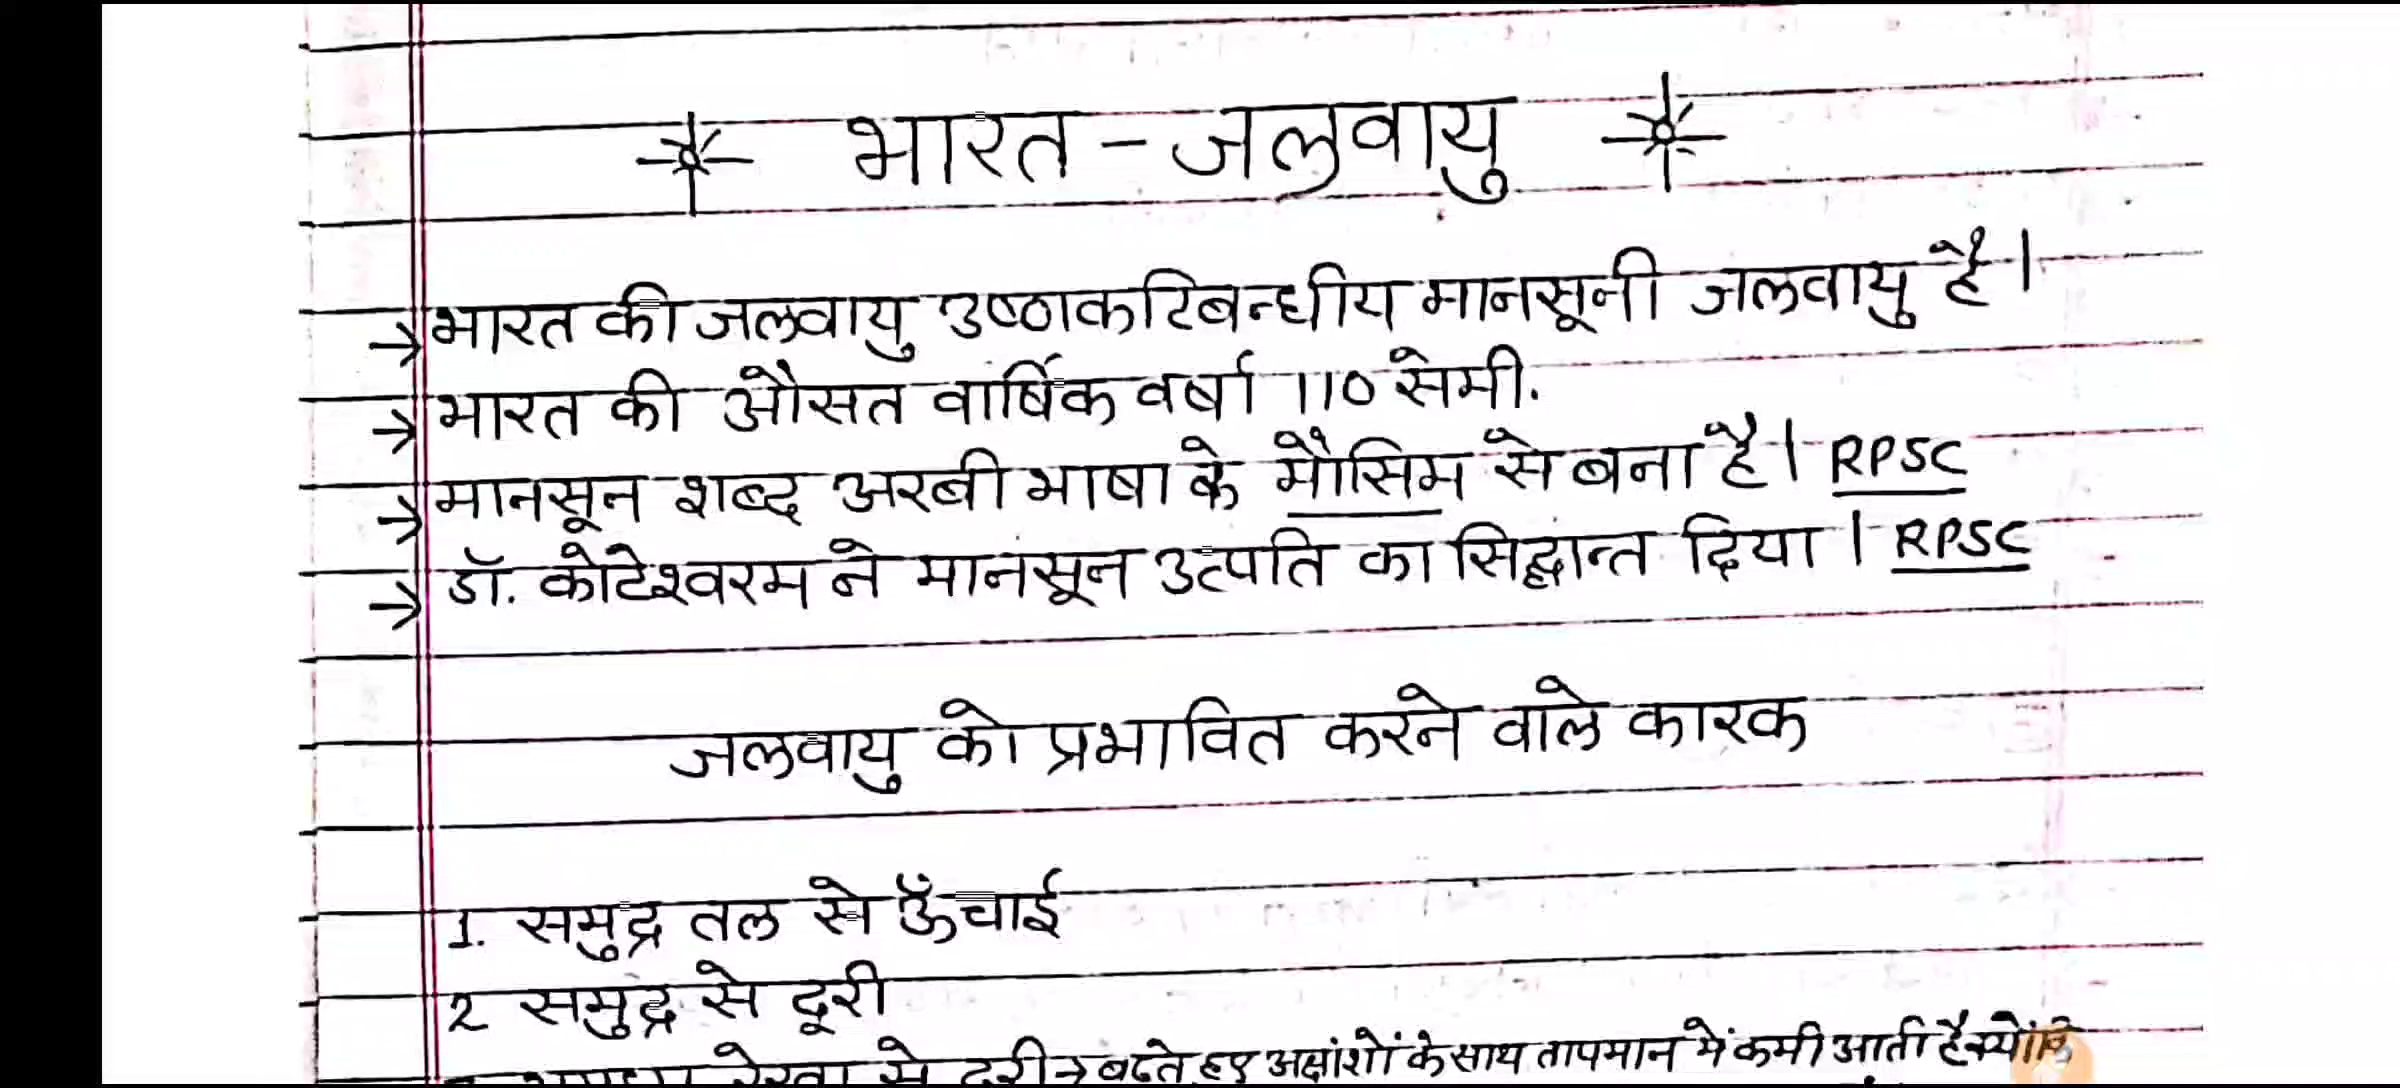 भारत - जलवायु
→ भारत की जलवायु उष्णकटिबन्धीय मानसूनी जलवायु है।
→ भारत की औसत वार्षिक वर्षा 110 सेमी.
→ मानसून शब्द अरबी भाषा के मौसिम से बना है। RPSC
→ डॉ. कोटेश्वरम ने मानसून उत्पति का सिद्धान्त दिया। RPSC
जलवायु को प्रभावित करने वाले कारक
1. समुद्र तल से ऊँचाई
2 समुद्र से दूरी
रेखा से दूरी → बढते हुए अक्षांशों के साथ तापमान में कमी आती है क्योंकि